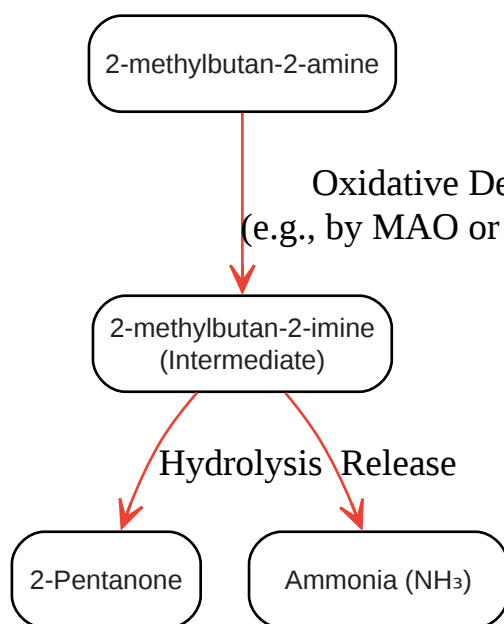 2-methylbutan-2-amine
Oxidative De
(e.g., by MAO or
2-methylbutan-2-imine
(Intermediate)
Hydrolysis
Release
2-Pentanone
Ammonia (NH₃)